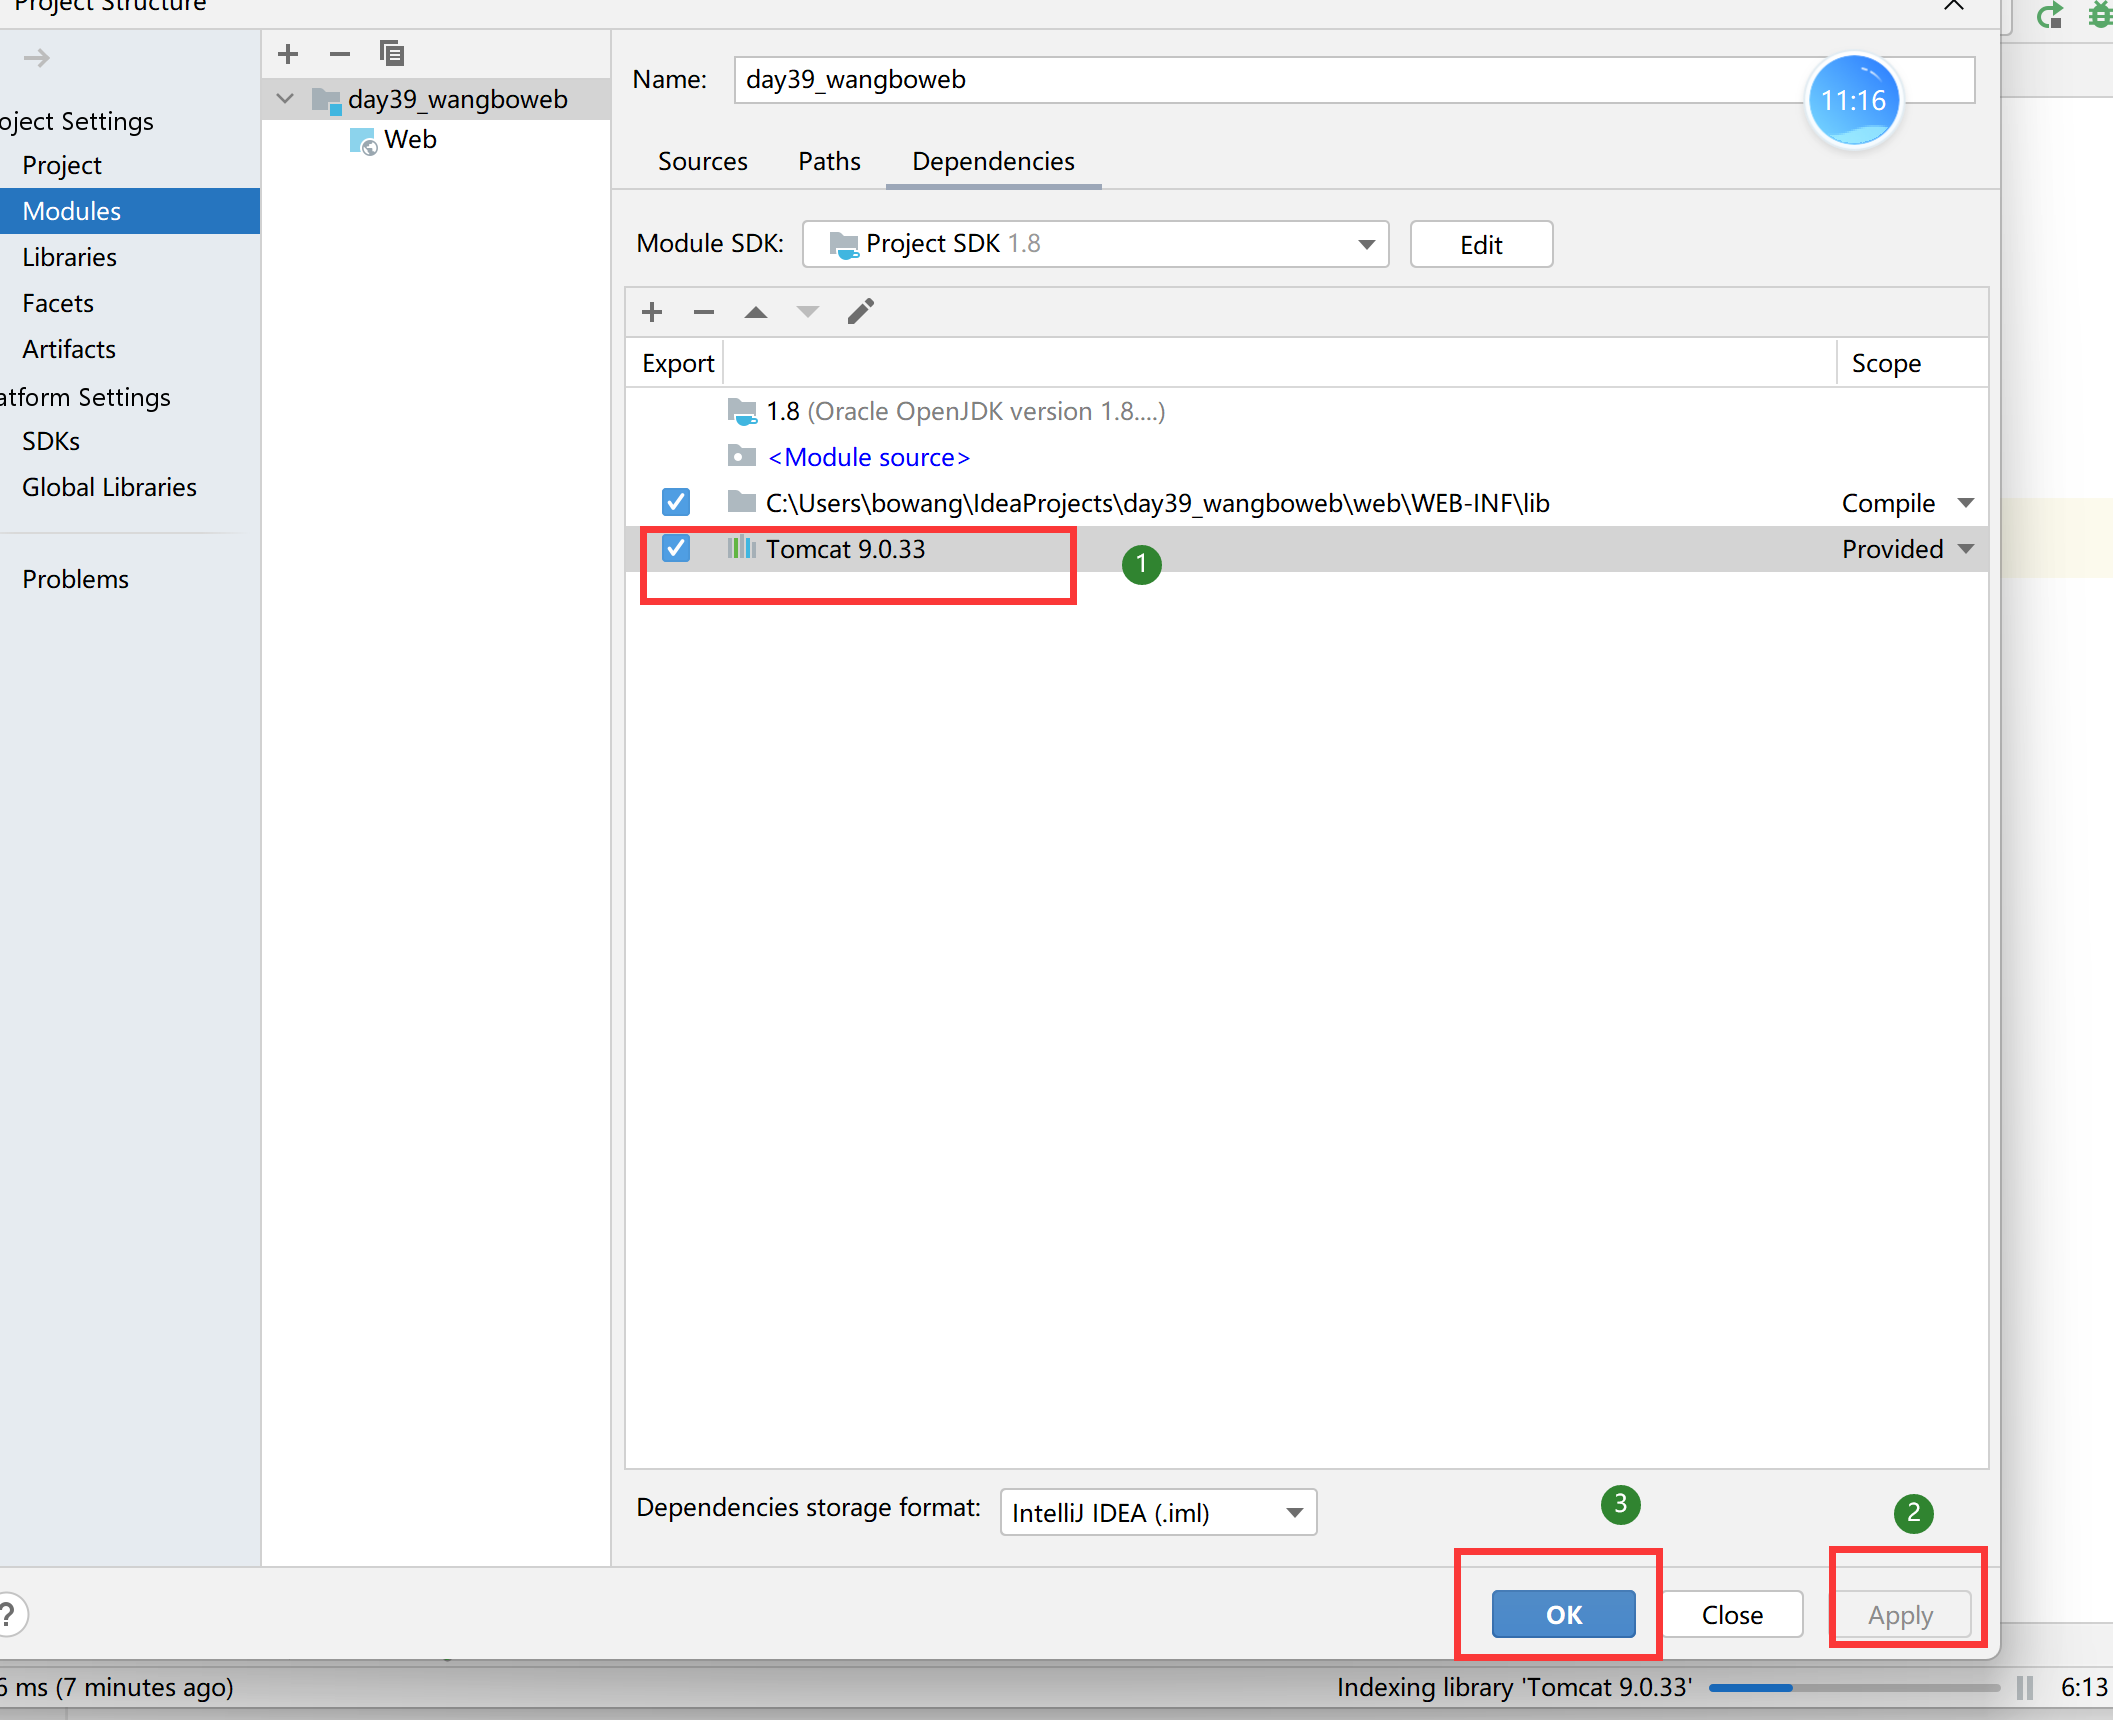 Project Structure
oject Settings
Project
Modules
Libraries
Facets
Artifacts
atform Settings
SDKs
Global Libraries
Problems
day39_wangboweb
Web
Name: day39_wangboweb
11:16
Sources Paths Dependencies
Module SDK: Project SDK 1.8 Edit
Export Scope
1.8 (Oracle OpenJDK version 1.8....)
<Module source>
C:\Users\bowang\IdeaProjects\day39_wangboweb\web\WEB-INF\lib Compile
Tomcat 9.0.33 1 Provided
Dependencies storage format: IntelliJ IDEA (.iml)
3 2
? OK Close Apply
6 ms (7 minutes ago) Indexing library 'Tomcat 9.0.33' 6:13